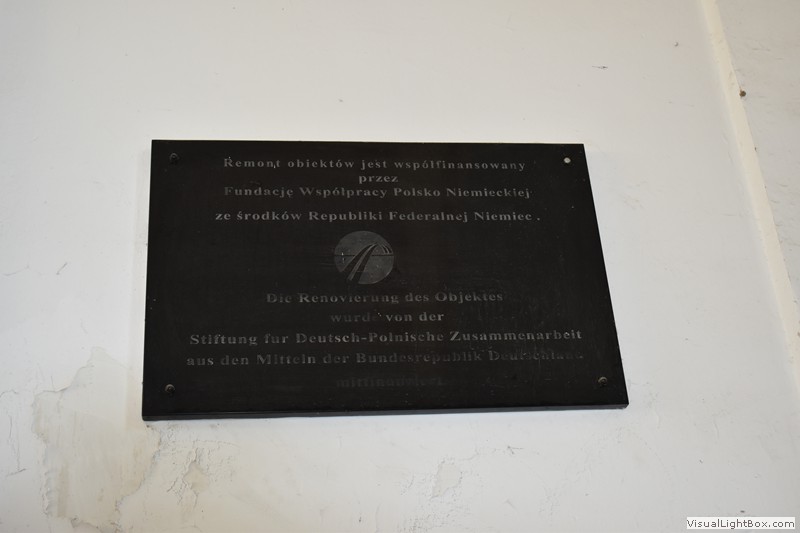 Remont obiektów jest współfinansowany
przez
Fundację Współpracy Polsko Niemieckiej
ze środków Republiki Federalnej Niemiec .
Die Renovierung des Objektes
wurde von der
Stiftung fur Deutsch-Polnische Zusammenarbeit
aus den Mitteln der Bundesrepublik Deutschland
mitfinanziert.
VisualLightBox.com